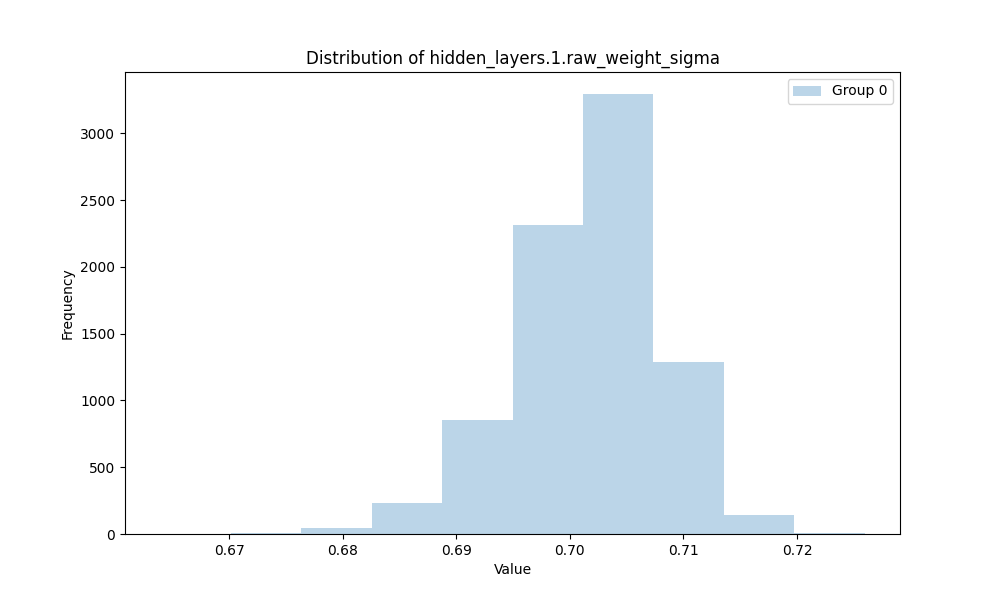 Distribution of hidden_layers.1.raw_weight_sigma
Group 0
3000
2500
2000
1500
1000
500
0
Frequency
0.67 0.68 0.69 0.70 0.71 0.72
Value